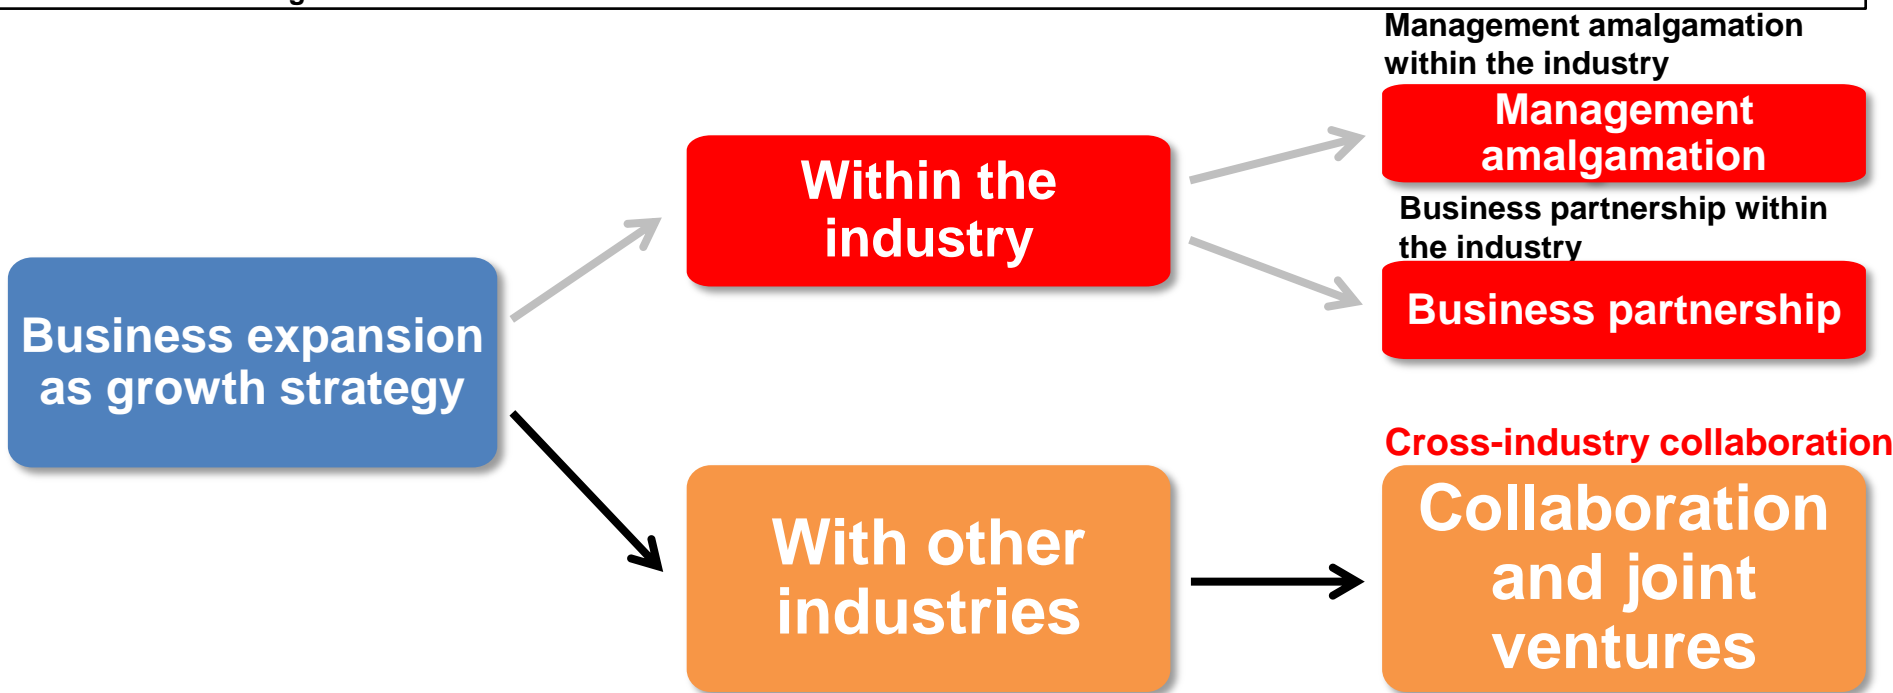 Business expansion
as growth strategy
Within the
industry
With other
industries
Management amalgamation
within the industry
Management
amalgamation
Business partnership within
the industry
Business partnership
Cross-industry collaboration
Collaboration
and joint
ventures